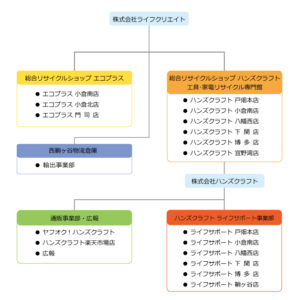 株式会社ライフクリエイト
総合リサイクルショップ エコプラス
● エコプラス 小倉南店
● エコプラス 小倉北店
● エコプラス 門 司 店
総合リサイクルショップ ハンズクラフト
工具・家電リサイクル専門館
● ハンズクラフト 戸畑本店
● ハンズクラフト 小倉南店
● ハンズクラフト 八幡西店
● ハンズクラフト 下 関 店
● ハンズクラフト 博 多 店
● ハンズクラフト 宜野湾店
西鞘ヶ谷物流倉庫
● 輸出事業部
株式会社ハンズクラフト
通販事業部・広報
● ヤフオク！ハンズクラフト
● ハンズクラフト楽天市場店
● 広報
ハンズクラフト ライフサポート事業部
● ライフサポート 戸畑本店
● ライフサポート 小倉南店
● ライフサポート 八幡西店
● ライフサポート 下 関 店
● ライフサポート 博 多 店
● ライフサポート 鞘ヶ谷店